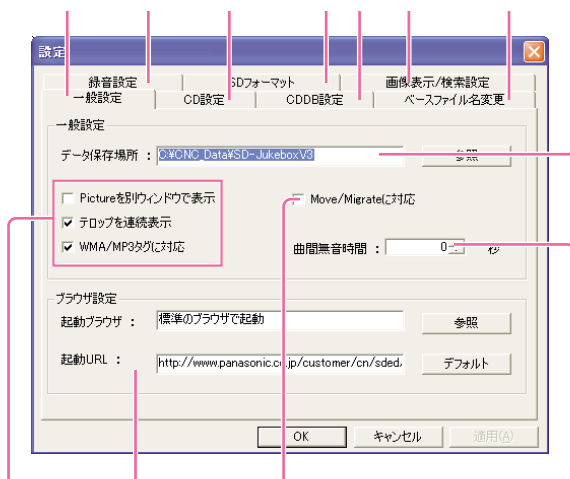 設定
録音設定 SDフォーマット 画像表示/検索設定
一般設定 CD設定 CDDB設定 ベースファイル名変更
一般設定
データ保存場所 : C:¥CNC_Data¥SD-JukeboxV3 参照
Pictureを別ウィンドウで表示 Move/Migrateに対応
テロップを連続表示
WMA/MP3タグに対応 曲間無音時間 : 0 秒
ブラウザ設定
起動ブラウザ : 標準のブラウザで起動 参照
起動URL : http://www.panasonic.co.jp/customer/cn/sded. デフォルト
OK キャンセル 適用(A)